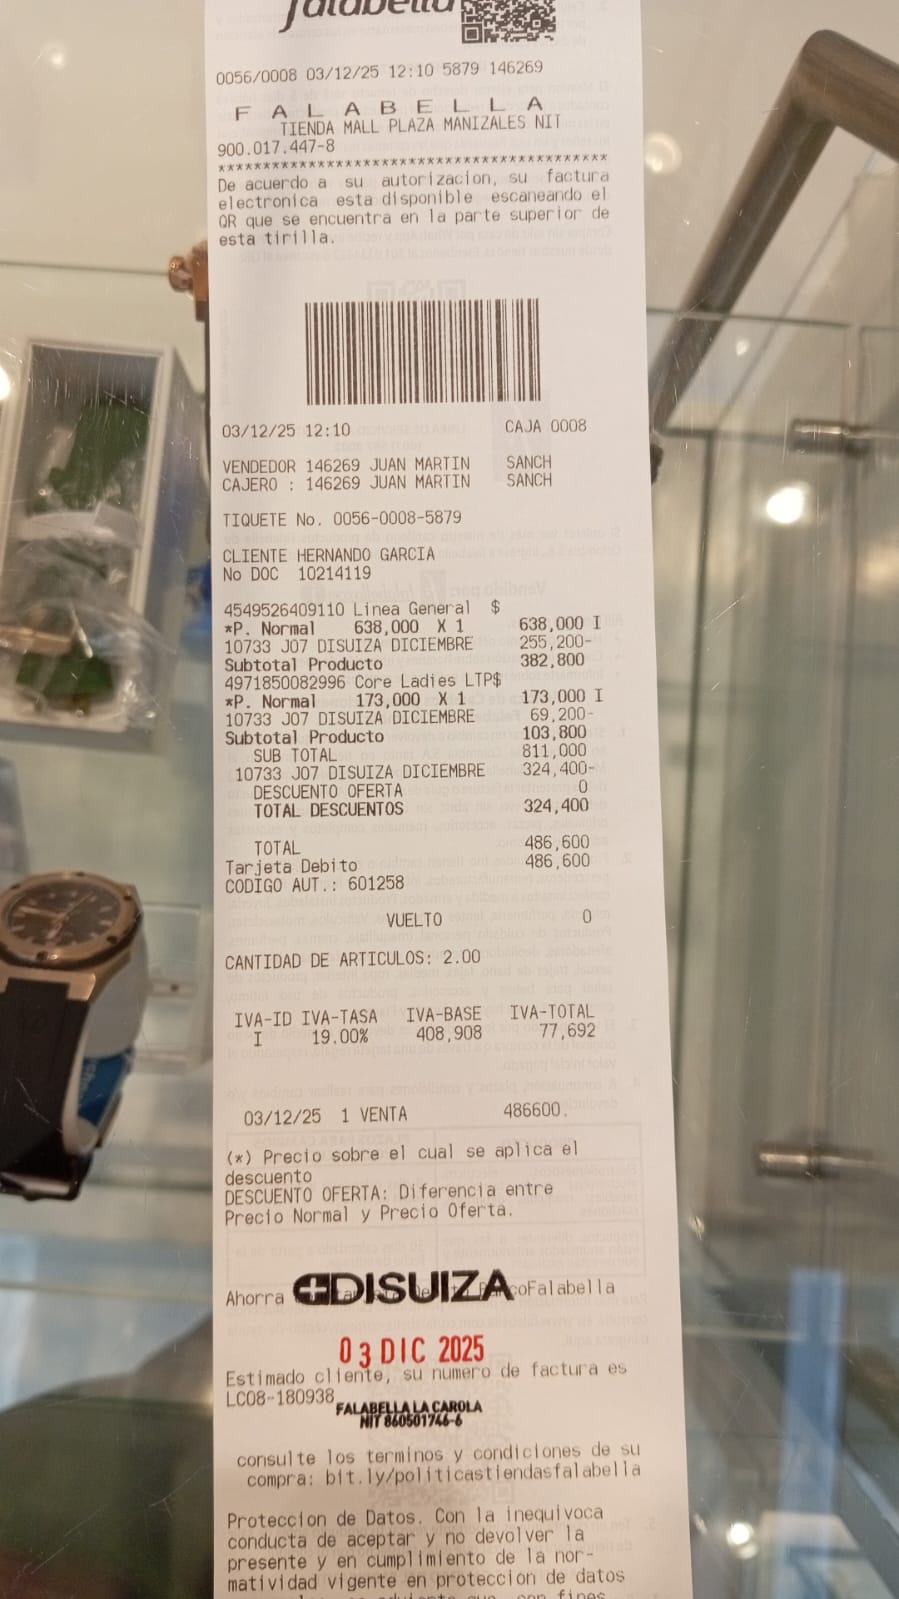 falabella
0056/0008 03/12/25 12:10 5879 146269
F A L A B E L L A
TIENDA MALL PLAZA MANIZALES NIT
900.017.447-8
******************************************
De acuerdo a su autorizacion, su factura
electronica esta disponible escaneando el
QR que se encuentra en la parte superior de
esta tirilla.
03/12/25 12:10 CAJA 0008
VENDEDOR 146269 JUAN MARTIN SANCH
CAJERO : 146269 JUAN MARTIN SANCH
TIQUETE No. 0056-0008-5879
CLIENTE HERNANDO GARCIA
No DOC 10214119
4549526409110 Linea General $
*P. Normal 638,000 X 1 638,000 I
10733 J07 DISUIZA DICIEMBRE 255,200-
Subtotal Producto 382,800
4971850082996 Core Ladies LTP$
*P. Normal 173,000 X 1 173,000 I
10733 J07 DISUIZA DICIEMBRE 69,200-
Subtotal Producto 103,800
SUB TOTAL 811,000
10733 J07 DISUIZA DICIEMBRE 324,400-
DESCUENTO OFERTA 0
TOTAL DESCUENTOS 324,400
TOTAL 486,600
Tarjeta Debito 486,600
CODIGO AUT.: 601258
VUELTO 0
CANTIDAD DE ARTICULOS: 2.00
IVA-ID IVA-TASA IVA-BASE IVA-TOTAL
I 19.00% 408,908 77,692
03/12/25 1 VENTA 486600.
(*) Precio sobre el cual se aplica el
descuento
DESCUENTO OFERTA: Diferencia entre
Precio Normal y Precio Oferta.
Ahorra DISUIZA coFalabella
03 DIC 2025
Estimado cliente, su numero de factura es
LC08-180938
FALABELLA LA CAROLA
NIT 860501746-6
consulte los terminos y condiciones de su
compra: bit.ly/politicastiendasfalabella
Proteccion de Datos. Con la inequivoca
conducta de aceptar y no devolver la
presente y en cumplimiento de la nor-
matividad vigente en proteccion de datos